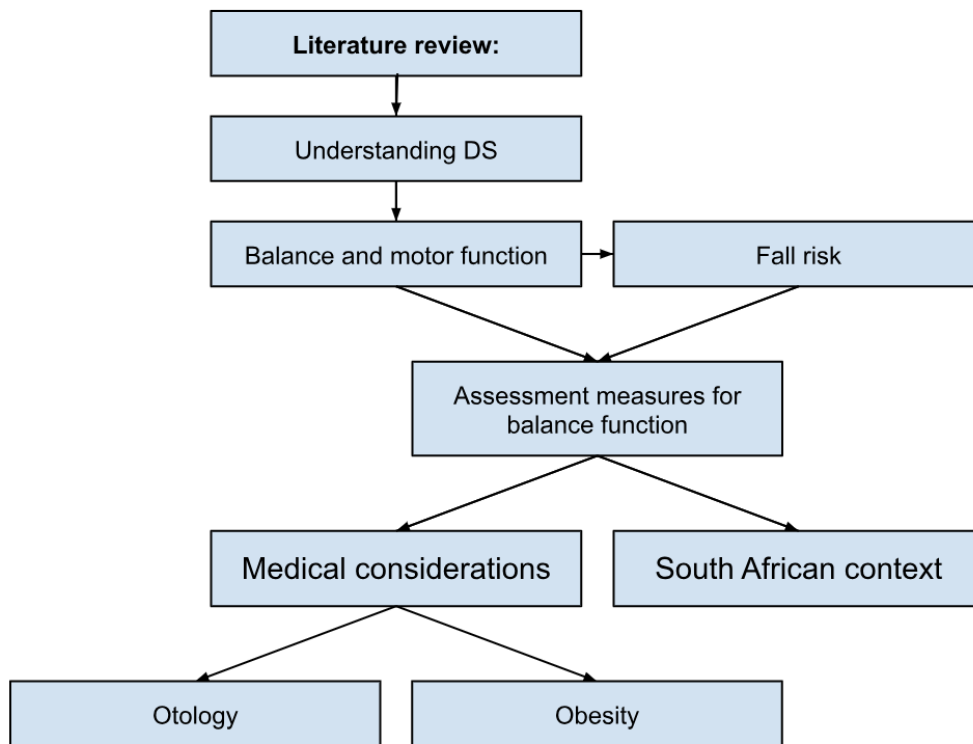 Literature review:
Understanding DS
Balance and motor function
Fall risk
Assessment measures for
balance function
Medical considerations
South African context
Otology
Obesity